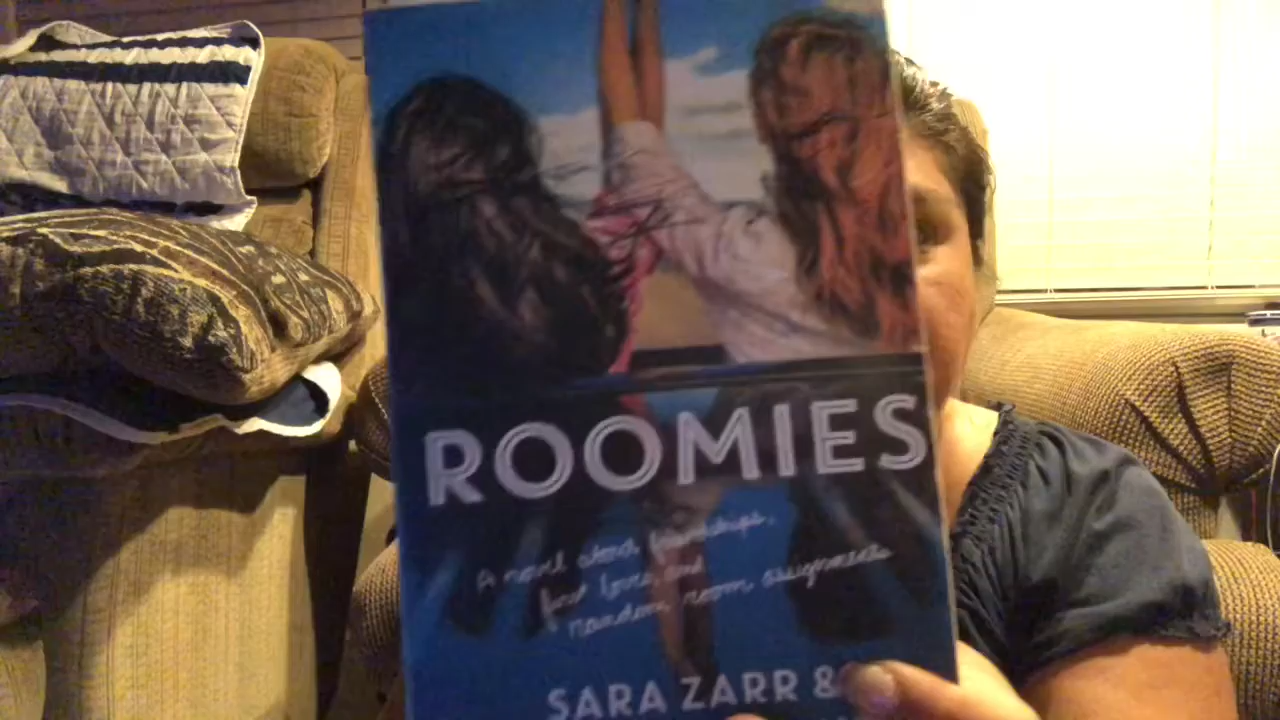 ROOMIES
A novel about friendships,
first love, and
random room assignments
SARA ZARR &